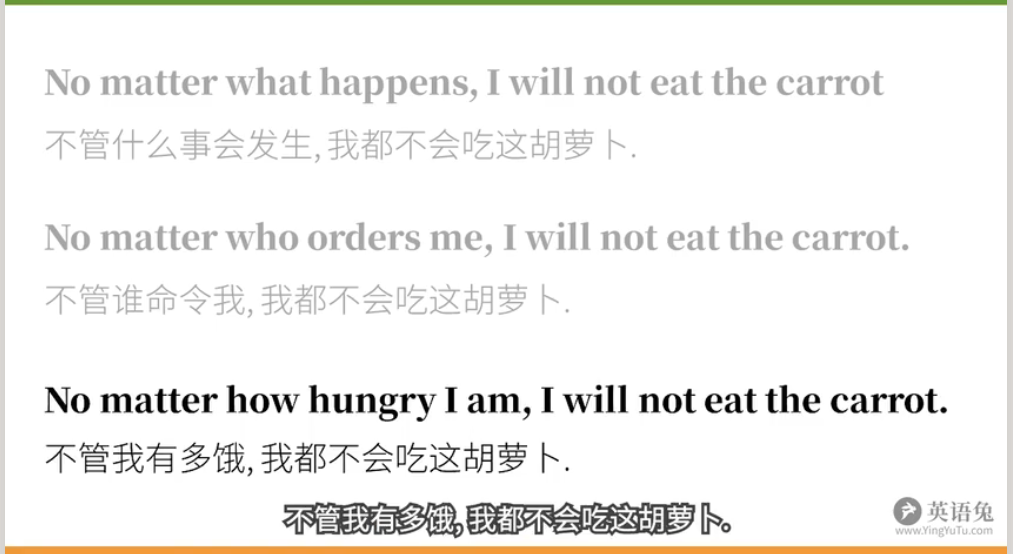 No matter what happens, I will not eat the carrot
不管什么事会发生, 我都不会吃这胡萝卜.
No matter who orders me, I will not eat the carrot.
不管谁命令我, 我都不会吃这胡萝卜.
No matter how hungry I am, I will not eat the carrot.
不管我有多饿, 我都不会吃这胡萝卜.
不管我有多饿, 我都不会吃这胡萝卜.
英语兔
www.YingYuTu.com